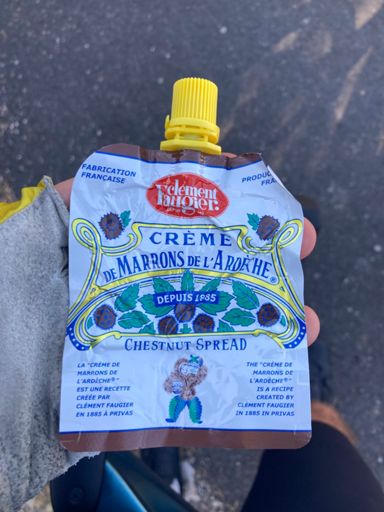 FABRICATION
FRANÇAISE
PRODUC
FRA
Clément
Faugier.
CRÈME
DE MARRONS DE L'ARDÈCHE®
DEPUIS 1885
CHESTNUT SPREAD
LA "CRÈME DE
MARRONS DE
L'ARDÈCHE®"
EST UNE RECETTE
CRÉÉE PAR
CLÉMENT FAUGIER
EN 1885 À PRIVAS
THE "CRÈME DE
MARRONS DE
L'ARDÈCHE®"
IS A RECIPE
CREATED BY
CLÉMENT FAUGIER
IN 1885 IN PRIVAS